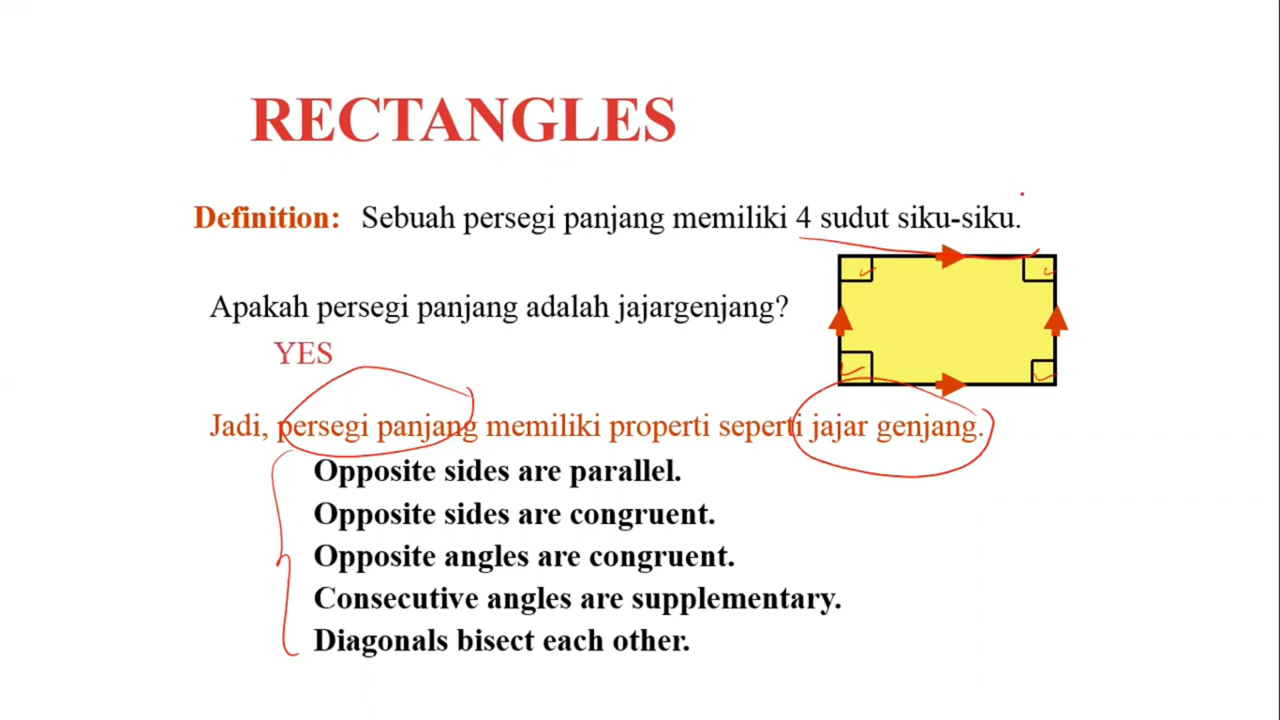 RECTANGLES
Definition: Sebuah persegi panjang memiliki 4 sudut siku-siku.
Apakah persegi panjang adalah jajargenjang?
YES
Jadi, persegi panjang memiliki properti seperti jajar genjang.
Opposite sides are parallel.
Opposite sides are congruent.
Opposite angles are congruent.
Consecutive angles are supplementary.
Diagonals bisect each other.